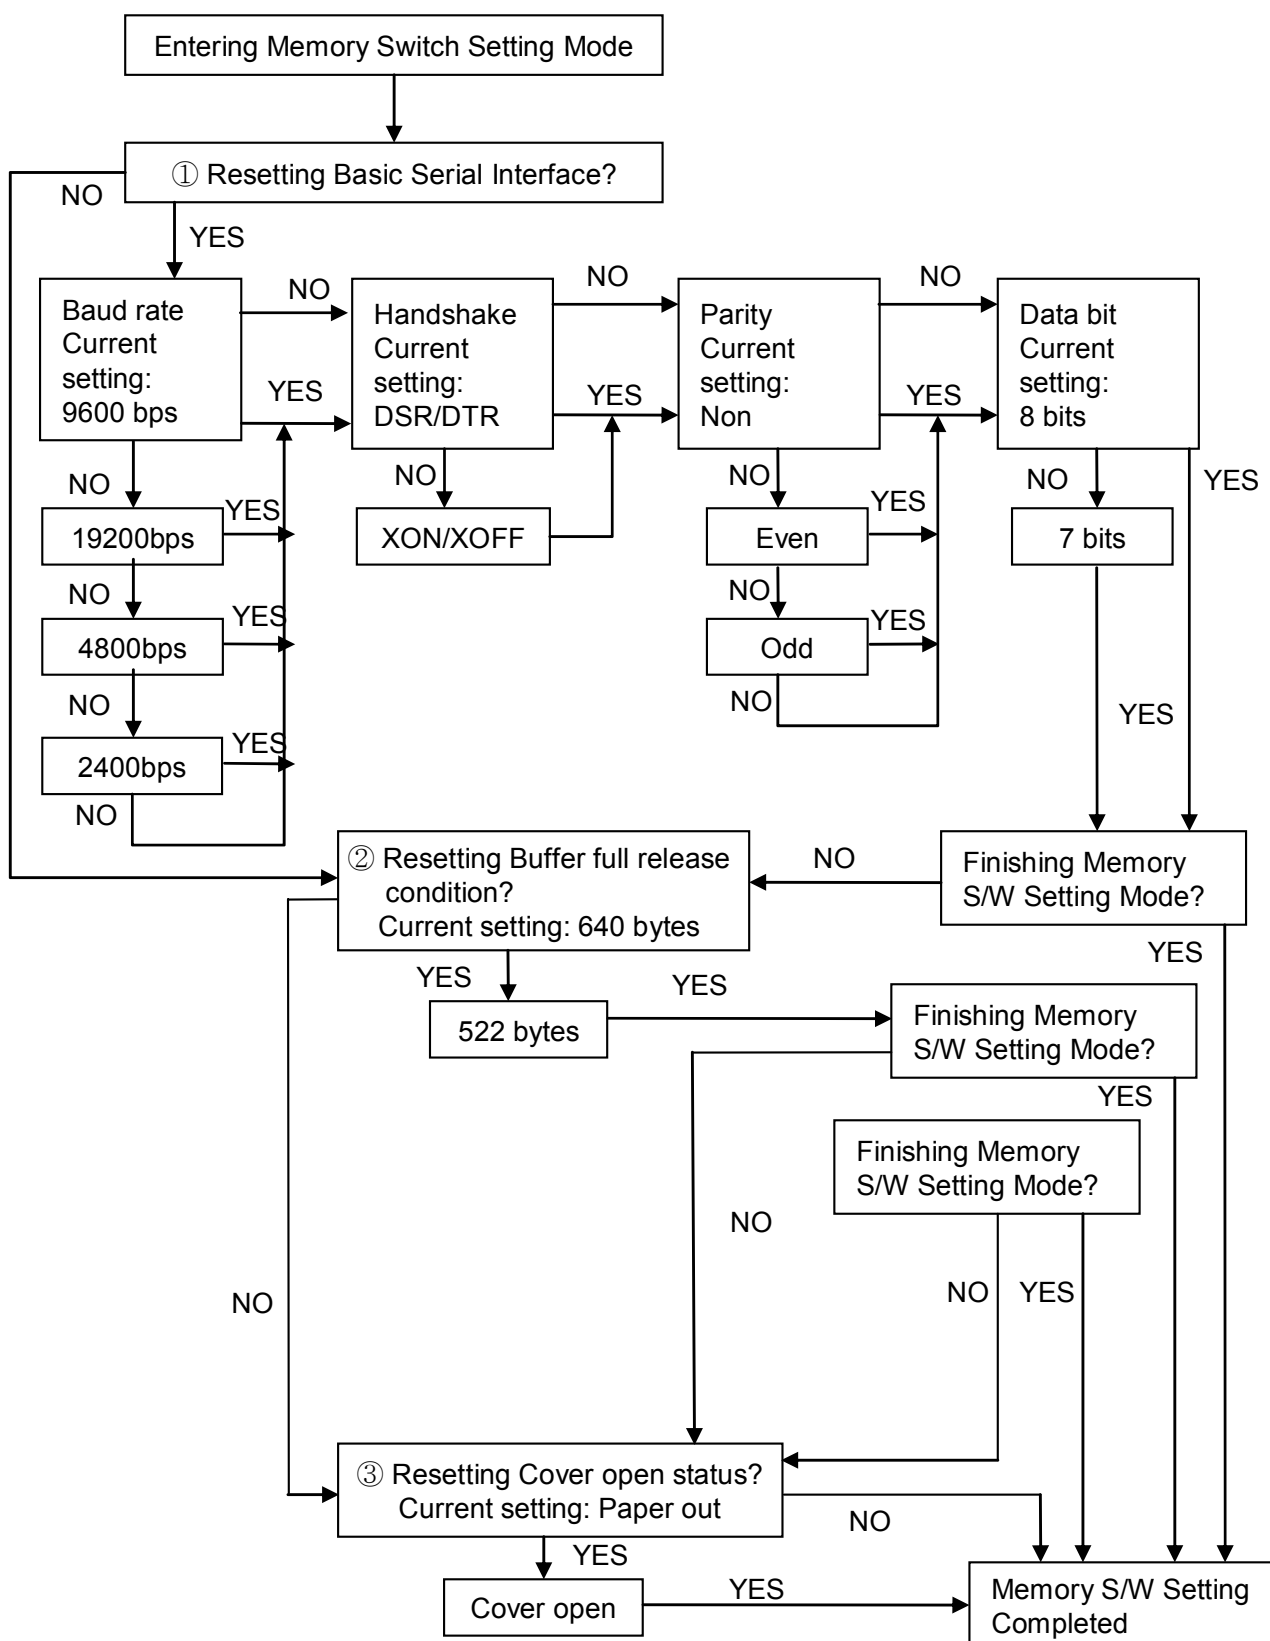 Entering Memory Switch Setting Mode
① Resetting Basic Serial Interface?
NO
YES
Baud rate
Current
setting:
9600 bps
NO
YES
Handshake
Current
setting:
DSR/DTR
NO
YES
Parity
Current
setting:
Non
NO
YES
Data bit
Current
setting:
8 bits
NO
YES
19200bps
NO
YES
4800bps
NO
YES
2400bps
NO
NO
XON/XOFF
NO
YES
Even
NO
YES
Odd
NO
NO
YES
7 bits
YES
YES
② Resetting Buffer full release
condition?
Current setting: 640 bytes
NO
Finishing Memory
S/W Setting Mode?
YES
YES
522 bytes
YES
Finishing Memory
S/W Setting Mode?
YES
Finishing Memory
S/W Setting Mode?
NO
NO
NO
YES
③ Resetting Cover open status?
Current setting: Paper out
NO
YES
Cover open
YES
Memory S/W Setting
Completed